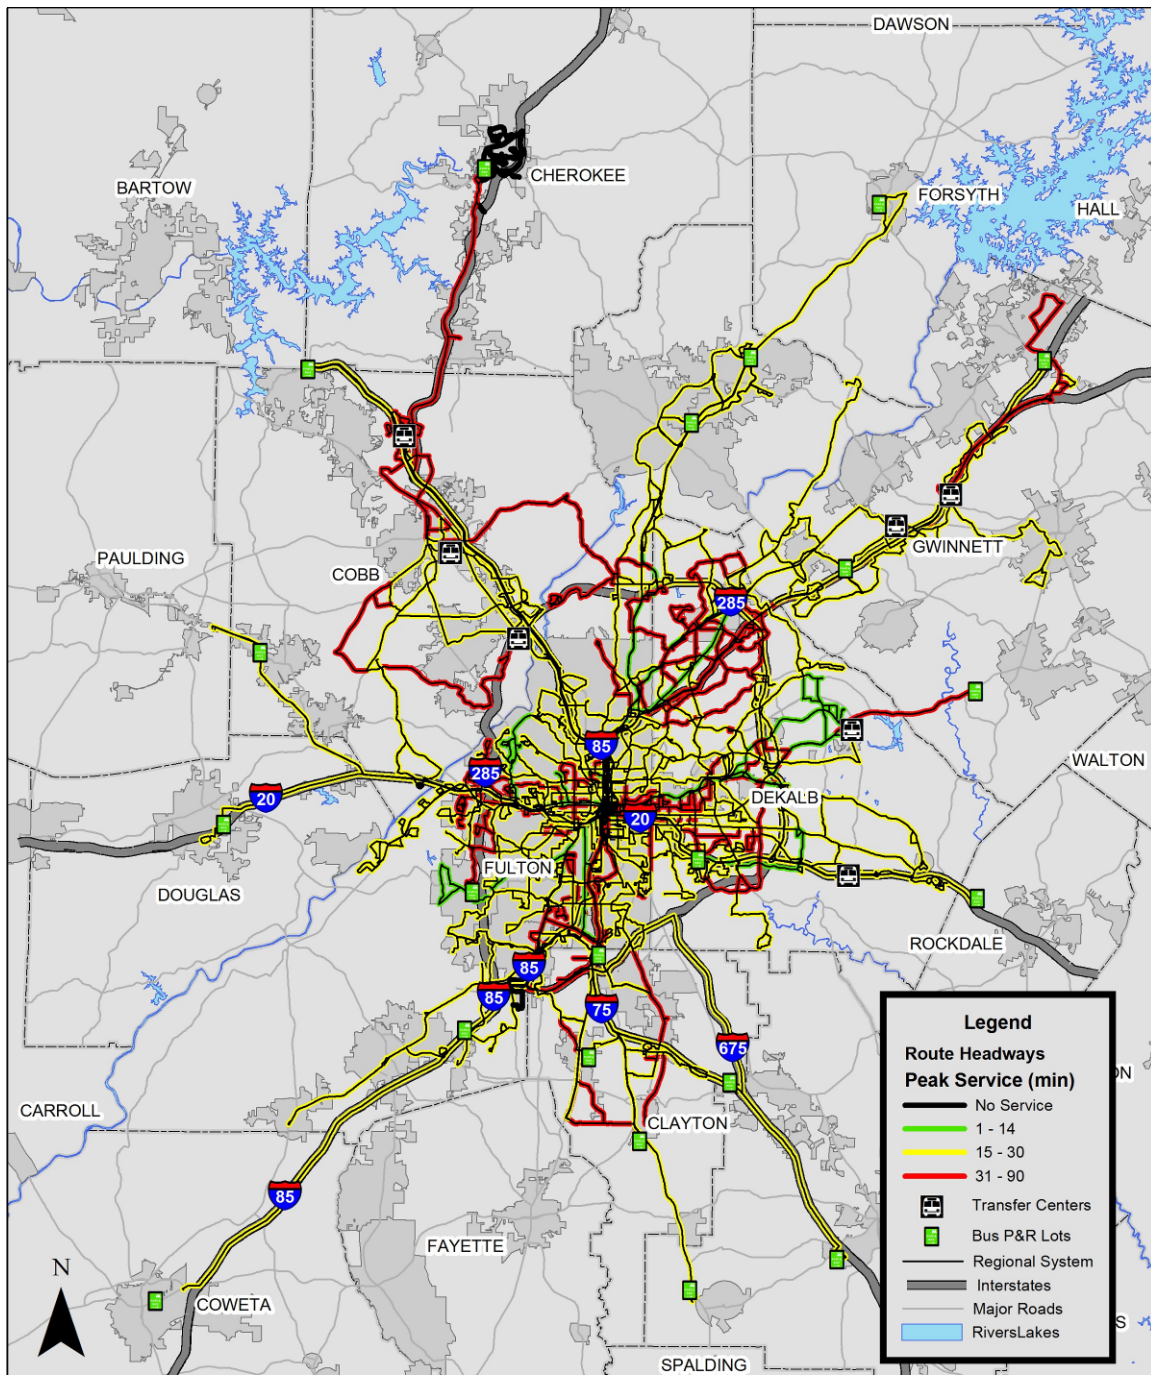 DAWSON
CHEROKEE
BARTOW
FORSYTH
HALL
PAULDING
COBB
GWINNETT
285
85
285
20
20
DEKALB
WALTON
FULTON
DOUGLAS
ROCKDALE
85
85
75
675
CARROLL
CLAYTON
85
FAYETTE
COWETA
SPALDING
N
Legend
Route Headways
Peak Service (min)
No Service
1 - 14
15 - 30
31 - 90
Transfer Centers
Bus P&R Lots
Regional System
Interstates
Major Roads
RiversLakes